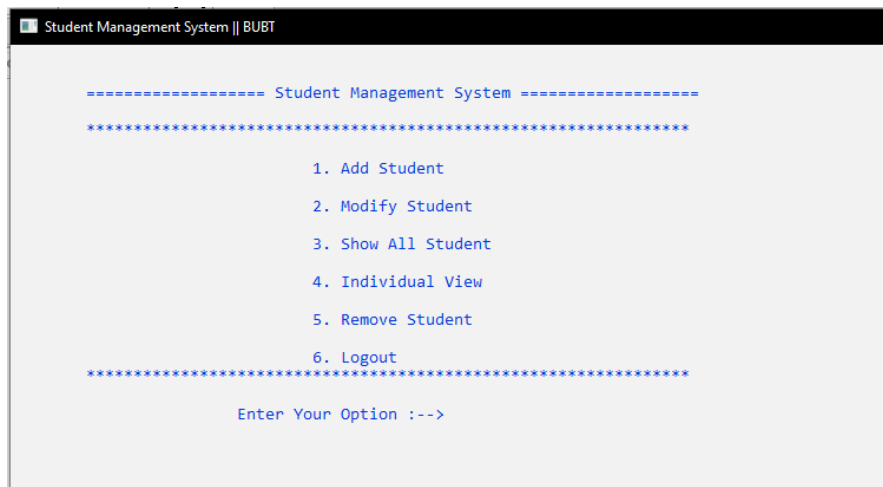 Student Management System || BUBT
=================== Student Management System ===================
****************************************************************
1. Add Student
2. Modify Student
3. Show All Student
4. Individual View
5. Remove Student
6. Logout
****************************************************************
Enter Your Option :-->